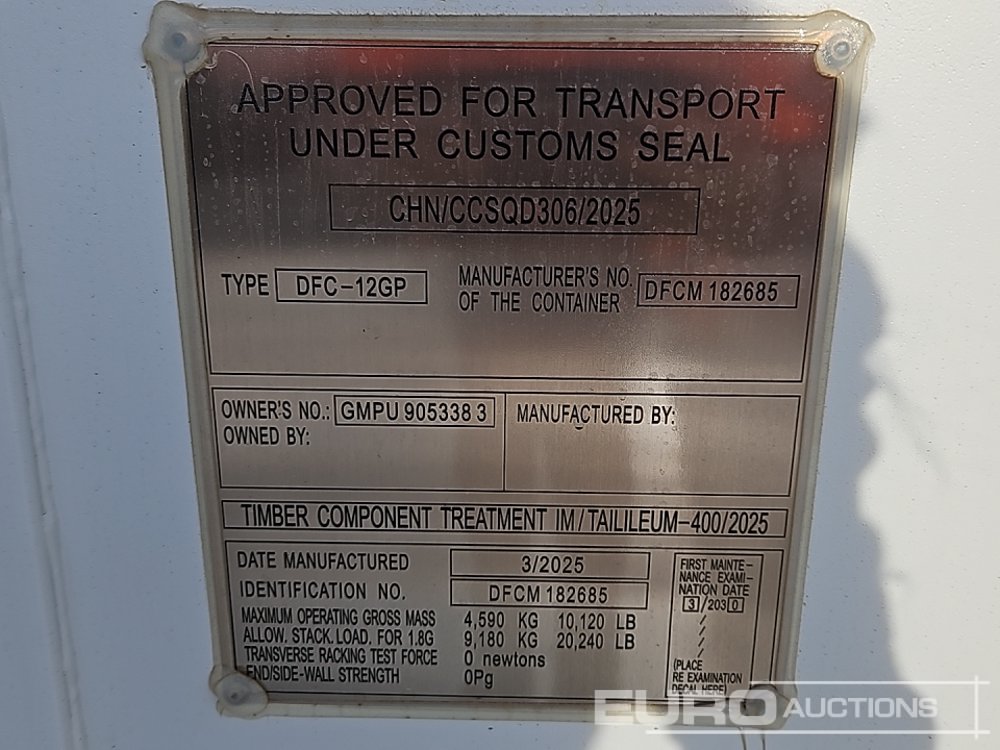 APPROVED FOR TRANSPORT
UNDER CUSTOMS SEAL
CHN/CCSQD306/2025
TYPE DFC-12GP
MANUFACTURER'S NO.
OF THE CONTAINER
DFCM 182685
OWNER'S NO.: GMPU 905338 3
OWNED BY:
MANUFACTURED BY:
TIMBER COMPONENT TREATMENT IM/TAILILEUM-400/2025
DATE MANUFACTURED 3/2025
IDENTIFICATION NO. DFCM 182685
MAXIMUM OPERATING GROSS MASS 4,590 KG 10,120 LB
ALLOW. STACK. LOAD. FOR 1.8G 9,180 KG 20,240 LB
TRANSVERSE RACKING TEST FORCE 0 newtons
END/SIDE-WALL STRENGTH 0Pg
FIRST MAINTE-
NANCE EXAMI-
NATION DATE
3/2030
/
/
/
(PLACE
RE EXAMINATION
DECAL HERE)
EURO AUCTIONS